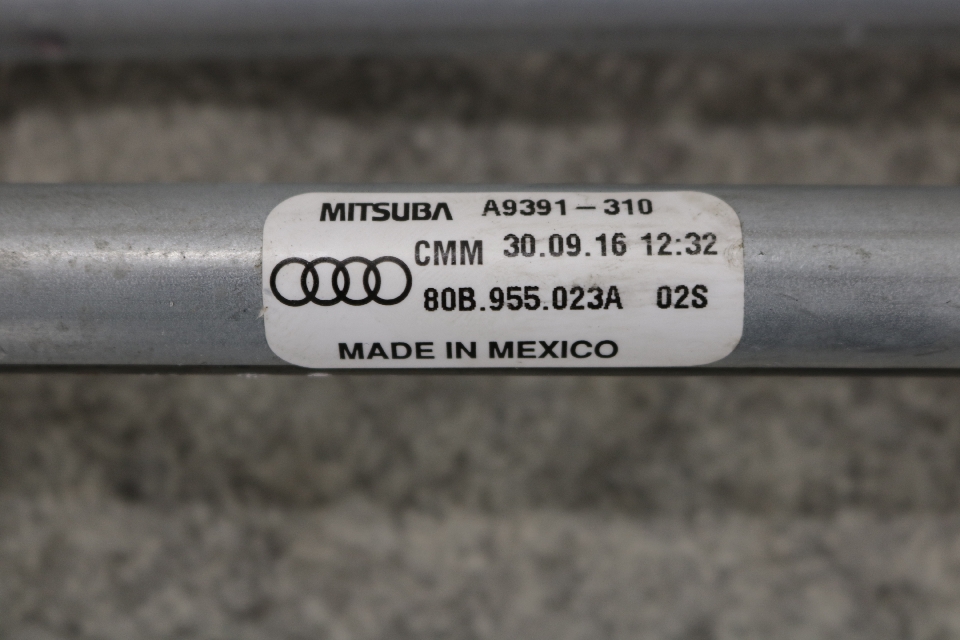 MITSUBA A9391-310
CMM 30.09.16 12:32
80B.955.023A 02S
MADE IN MEXICO